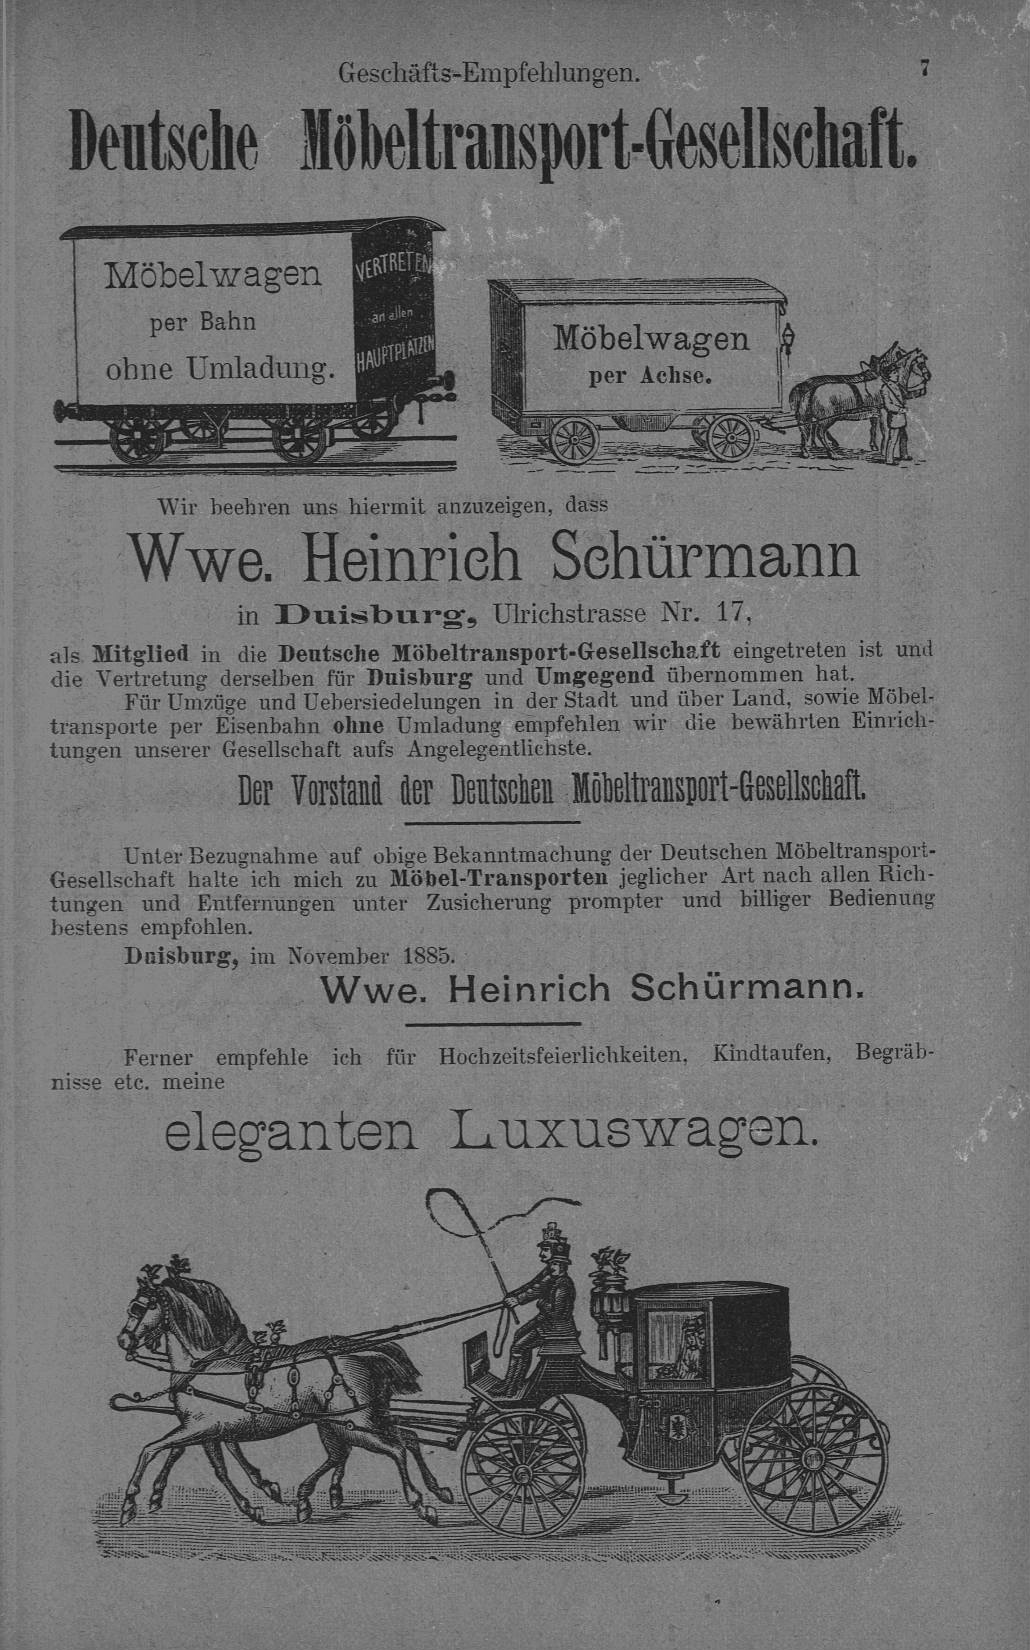 Geschäfts-Empfehlungen.
7
Deutsche Möbeltransport-Gesellschaft.
Möbelwagen
per Bahn
ohne Umladung.
VERTRETEN
an allen
HAUPTPLÄTZEN
Möbelwagen
per Achse.
Wir beehren uns hiermit anzuzeigen, dass
Wwe. Heinrich Schürmann
in Duisburg, Ulrichstrasse Nr. 17,
als Mitglied in die Deutsche Möbeltransport-Gesellschaft eingetreten ist und
die Vertretung derselben für Duisburg und Umgegend übernommen hat.
Für Umzüge und Uebersiedelungen in der Stadt und über Land, sowie Möbel-
transporte per Eisenbahn ohne Umladung empfehlen wir die bewährten Einrich-
tungen unserer Gesellschaft aufs Angelegentlichste.
Der Vorstand der Deutschen Möbeltransport-Gesellschaft.
Unter Bezugnahme auf obige Bekanntmachung der Deutschen Möbeltransport-
Gesellschaft halte ich mich zu Möbel-Transporten jeglicher Art nach allen Rich-
tungen und Entfernungen unter Zusicherung prompter und billiger Bedienung
bestens empfohlen.
Duisburg, im November 1885.
Wwe. Heinrich Schürmann.
Ferner empfehle ich für Hochzeitsfeierlichkeiten, Kindtaufen, Begräb-
nisse etc. meine
eleganten Luxuswagen.